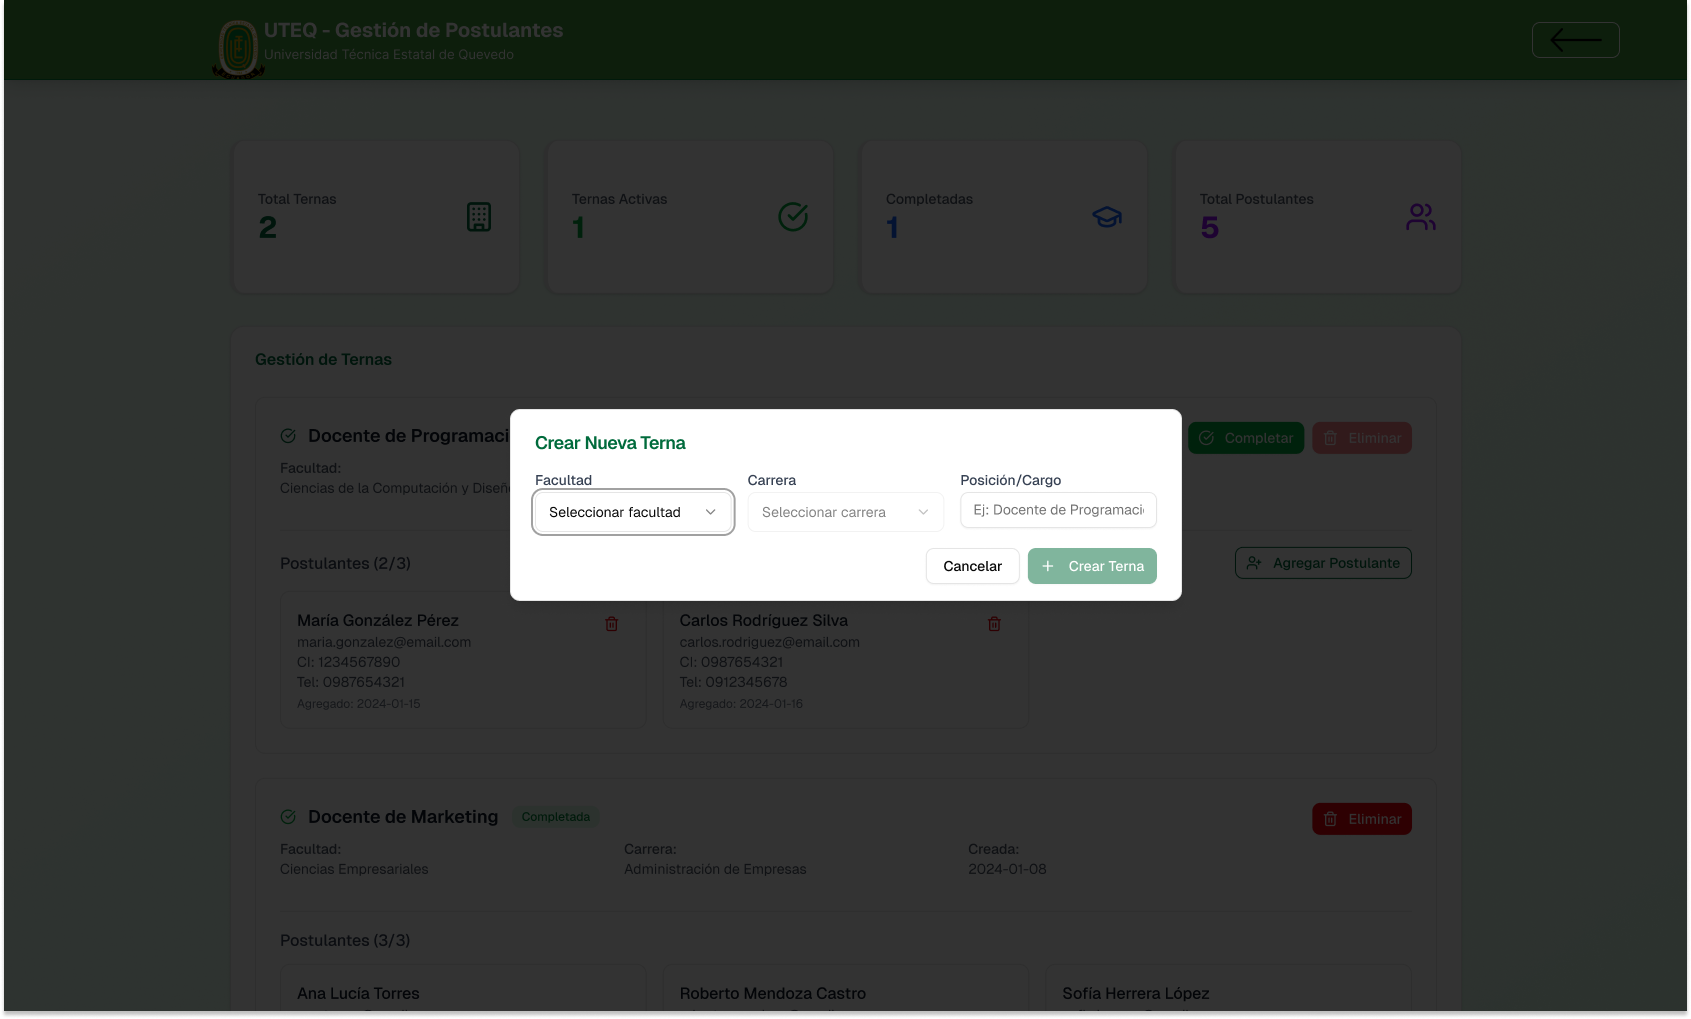 UTEQ - Gestión de Postulantes
Universidad Técnica Estatal de Quevedo
Total Ternas
2
Ternas Activas
1
Completadas
1
Total Postulantes
5
Gestión de Ternas
Docente de Programaci
Completar
Eliminar
Facultad:
Ciencias de la Computación y Diseñ
Crear Nueva Terna
Facultad
Seleccionar facultad
Carrera
Seleccionar carrera
Posición/Cargo
Ej: Docente de Programaci
Cancelar
+ Crear Terna
Postulantes (2/3)
Agregar Postulante
María González Pérez
maria.gonzalez@email.com
CI: 1234567890
Tel: 0987654321
Agregado: 2024-01-15
Carlos Rodríguez Silva
carlos.rodriguez@email.com
CI: 0987654321
Tel: 0912345678
Agregado: 2024-01-16
Docente de Marketing
Completada
Eliminar
Facultad:
Ciencias Empresariales
Carrera:
Administración de Empresas
Creada:
2024-01-08
Postulantes (3/3)
Ana Lucía Torres
Roberto Mendoza Castro
Sofía Herrera López